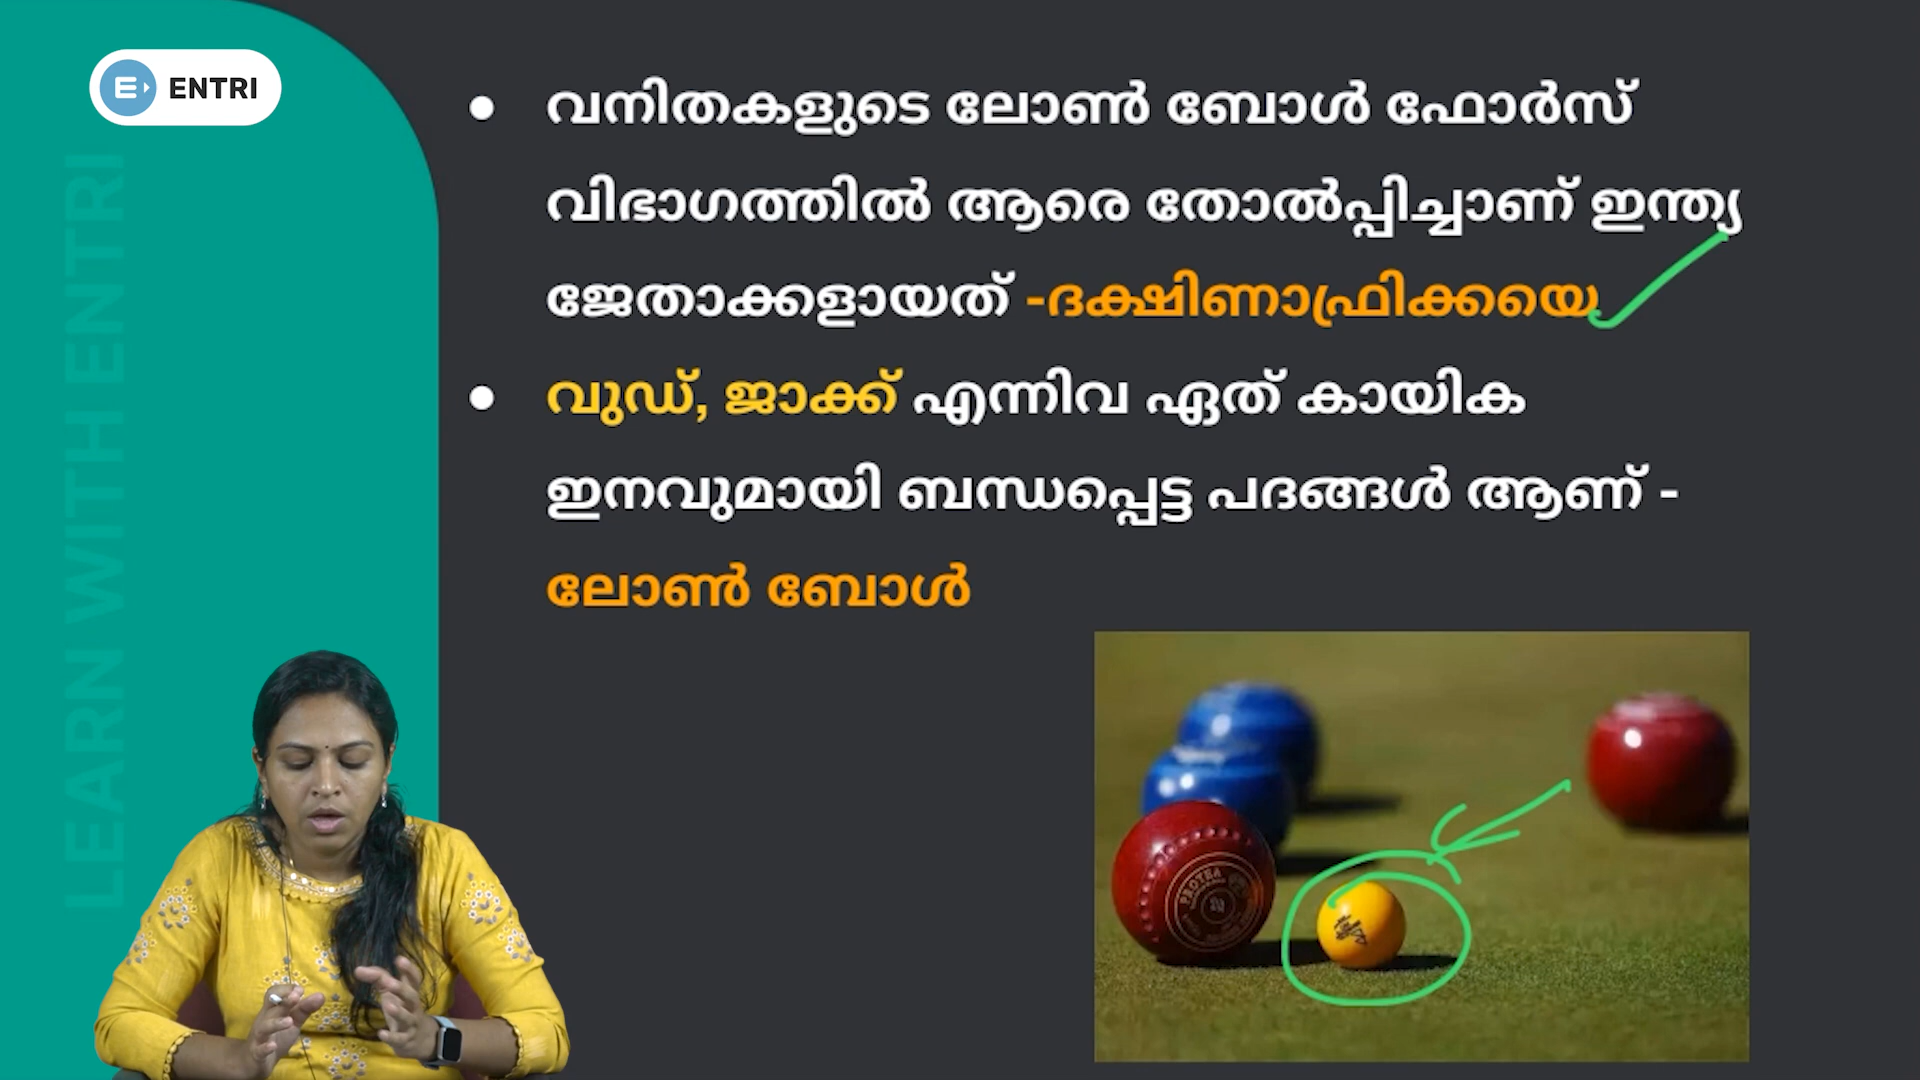 ENTRI
LEARN WITH ENTRI
● വനിതകളുടെ ലോൺ ബോൾ ഫോർസ്
വിഭാഗത്തിൽ ആരെ തോൽപ്പിച്ചാണ് ഇന്ത്യ
ജേതാക്കളായത് -ദക്ഷിണാഫ്രിക്കയെ
● വുഡ്, ജാക്ക് എന്നിവ ഏത് കായിക
ഇനവുമായി ബന്ധപ്പെട്ട പദങ്ങൾ ആണ് -
ലോൺ ബോൾ
PROTEA